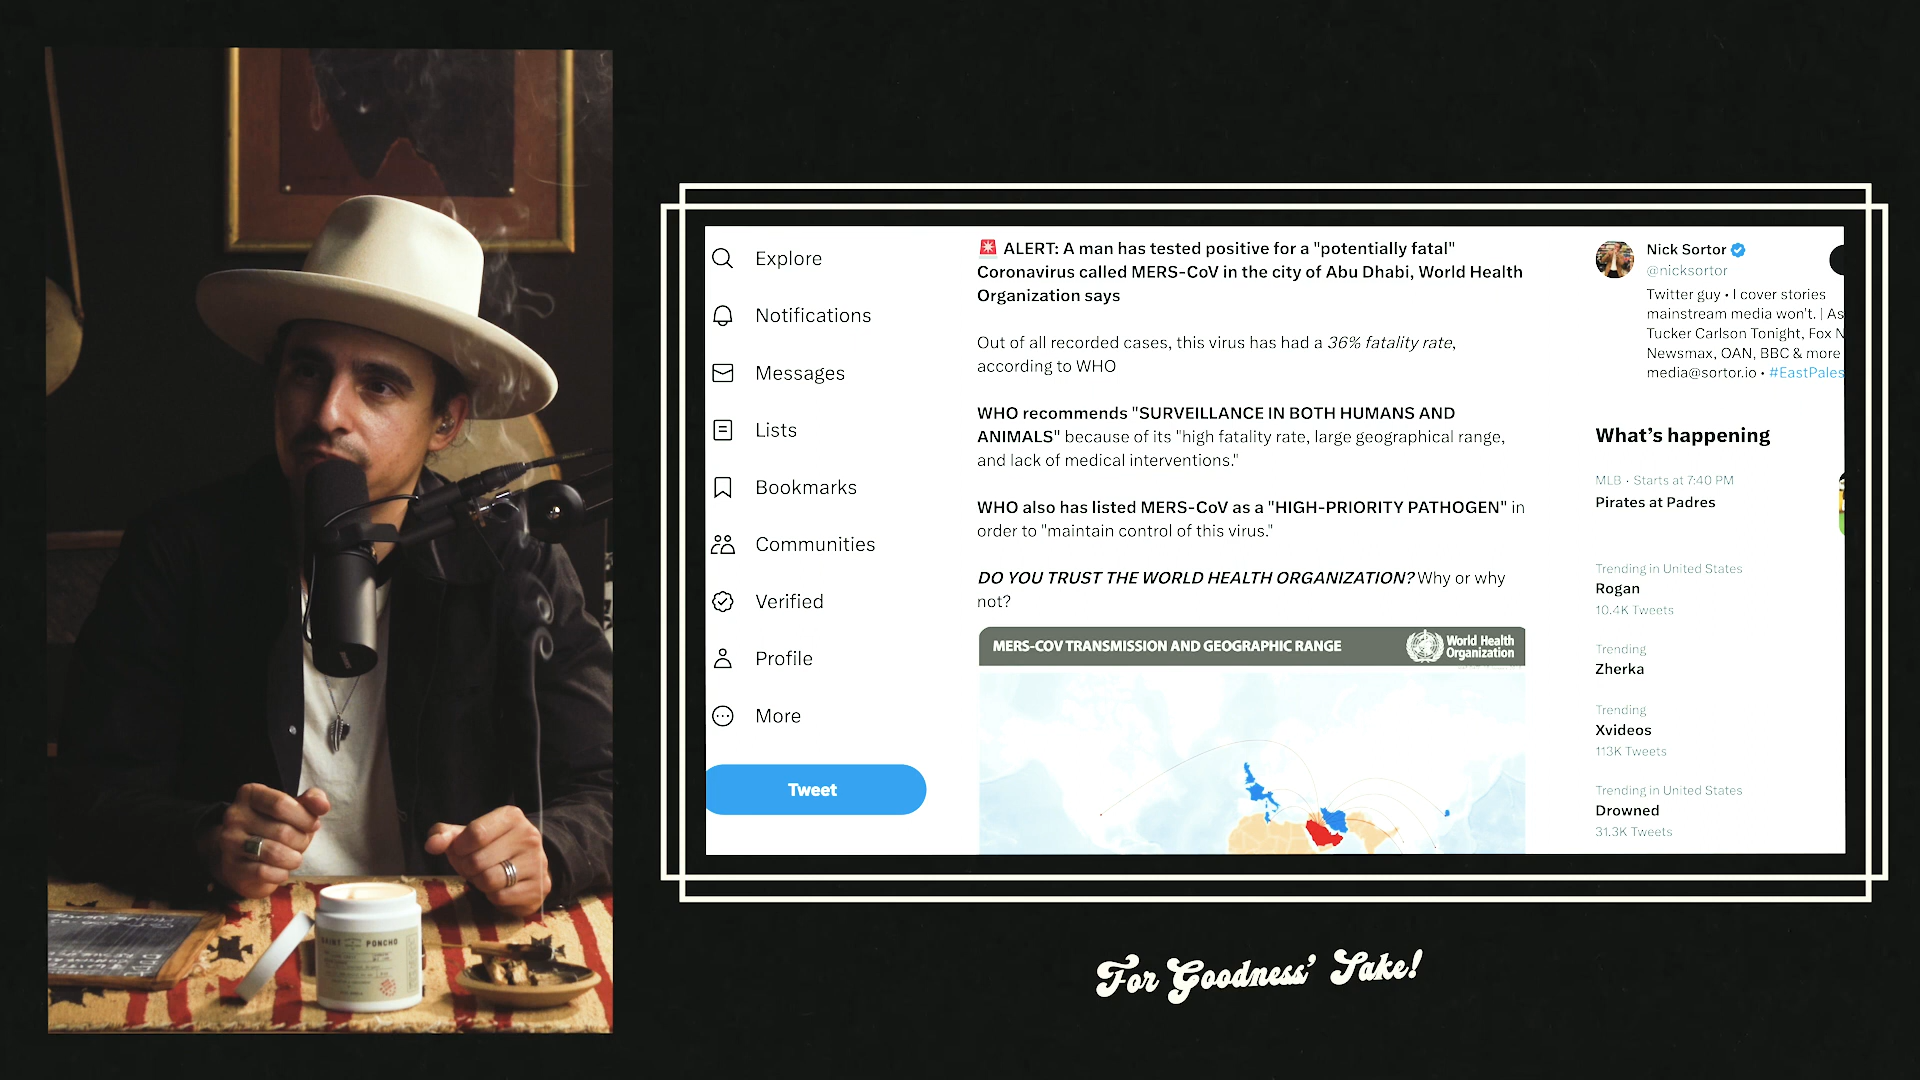 Explore
Notifications
Messages
Lists
Bookmarks
Communities
Verified
Profile
More
Tweet
🚨 ALERT: A man has tested positive for a "potentially fatal"
Coronavirus called MERS-CoV in the city of Abu Dhabi, World Health
Organization says
Out of all recorded cases, this virus has had a 36% fatality rate,
according to WHO
WHO recommends "SURVEILLANCE IN BOTH HUMANS AND
ANIMALS" because of its "high fatality rate, large geographical range,
and lack of medical interventions."
WHO also has listed MERS-CoV as a "HIGH-PRIORITY PATHOGEN" in
order to "maintain control of this virus."
DO YOU TRUST THE WORLD HEALTH ORGANIZATION? Why or why
not?
MERS-COV TRANSMISSION AND GEOGRAPHIC RANGE
World Health
Organization
Nick Sortor
@nicksortor
Twitter guy • I cover stories
mainstream media won't. | As
Tucker Carlson Tonight, Fox N
Newsmax, OAN, BBC & more
media@sortor.io • #EastPales
What's happening
MLB · Starts at 7:40 PM
Pirates at Padres
Trending in United States
Rogan
10.4K Tweets
Trending
Zherka
Trending
Xvideos
113K Tweets
Trending in United States
Drowned
31.3K Tweets
SAINT PONCHO
For Goodness' Sake!